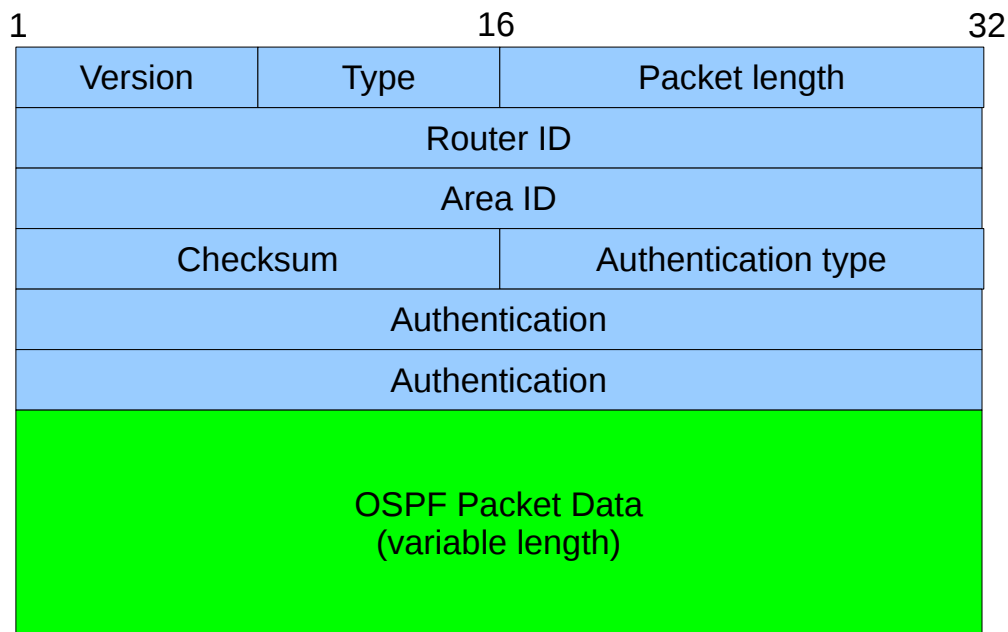 1 16 32
Version Type Packet length
Router ID
Area ID
Checksum Authentication type
Authentication
Authentication
OSPF Packet Data
(variable length)